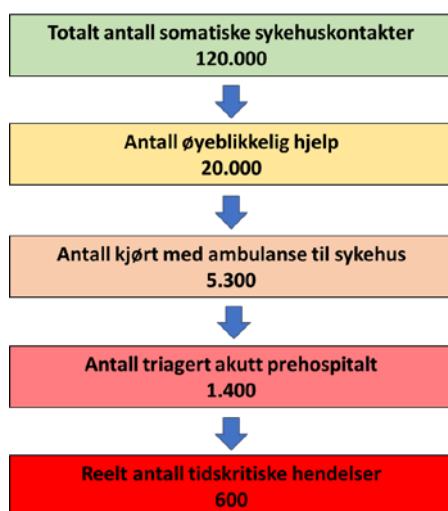 Totalt antall somatiske sykehuskontakter
120.000
Antall øyeblikkelig hjelp
20.000
Antall kjørt med ambulanse til sykehus
5.300
Antall triagert akutt prehospitalt
1.400
Reelt antall tidskritiske hendelser
600